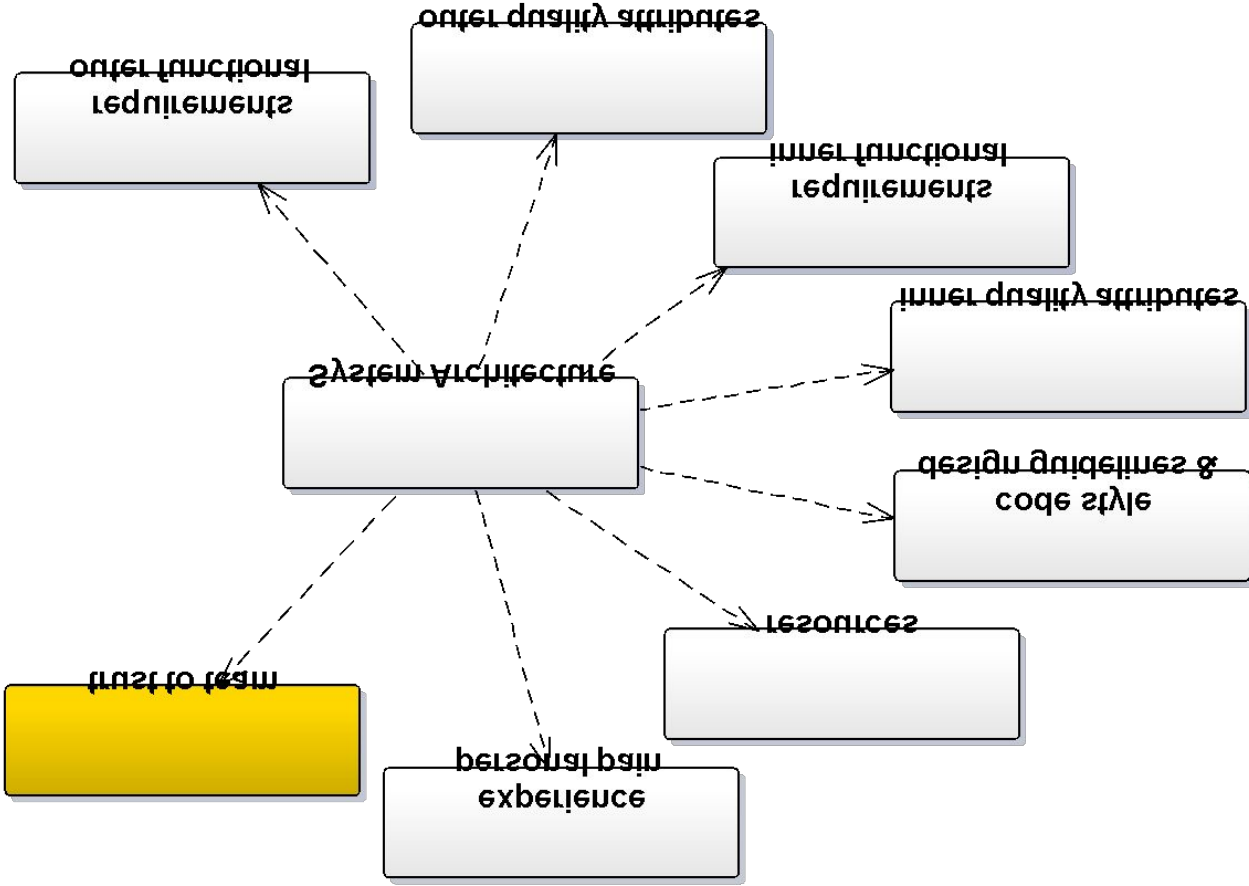 outer quality attributes
outer functional
requirements
inner functional
requirements
inner quality attributes
System Architecture
design guidelines &
code style
resources
trust to team
personal pain
experience